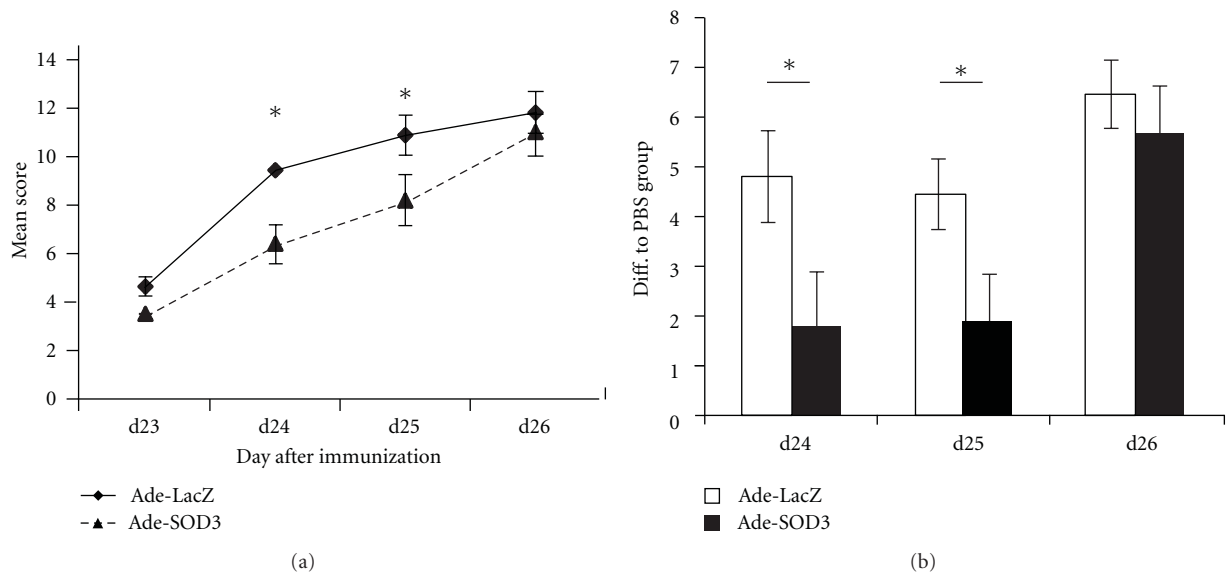 14
12
10
8
6
4
2
0
Mean score
*
*
d23 d24 d25 d26
Day after immunization
Ade-LacZ
Ade-SOD3
(a)
8
7
6
5
4
3
2
1
0
Diff. to PBS group
*
*
d24 d25 d26
Ade-LacZ
Ade-SOD3
(b)